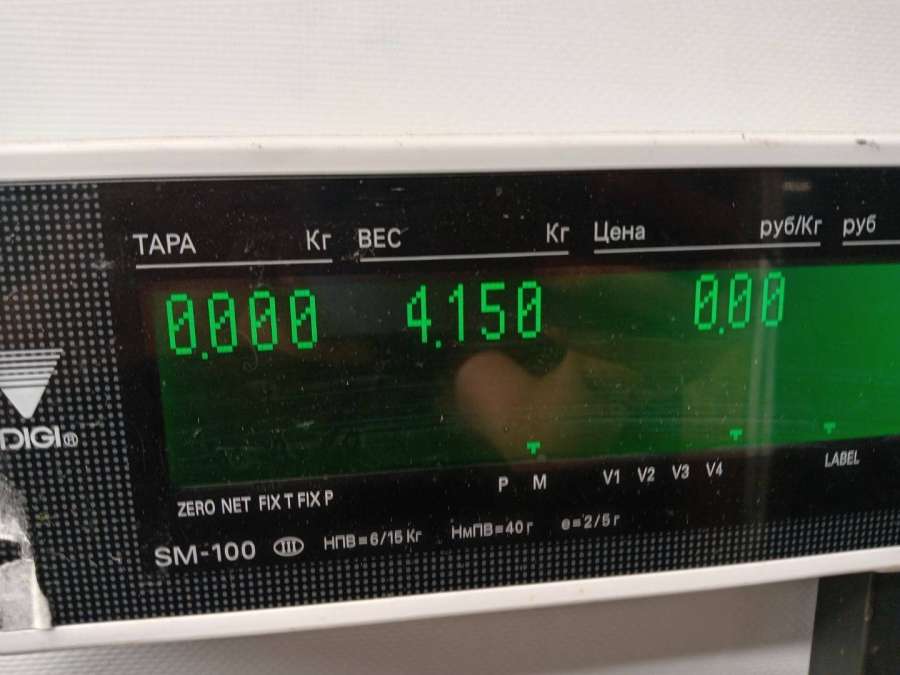 ТАРА Кг ВЕС Кг Цена руб/Кг руб
0.000 4.150 0.00
DIGI®
P M V1 V2 V3 V4 LABEL
ZERO NET FIX T FIX P
SM-100 III НПВ=6/15 Кг НмПВ=40 г e=2/5 г